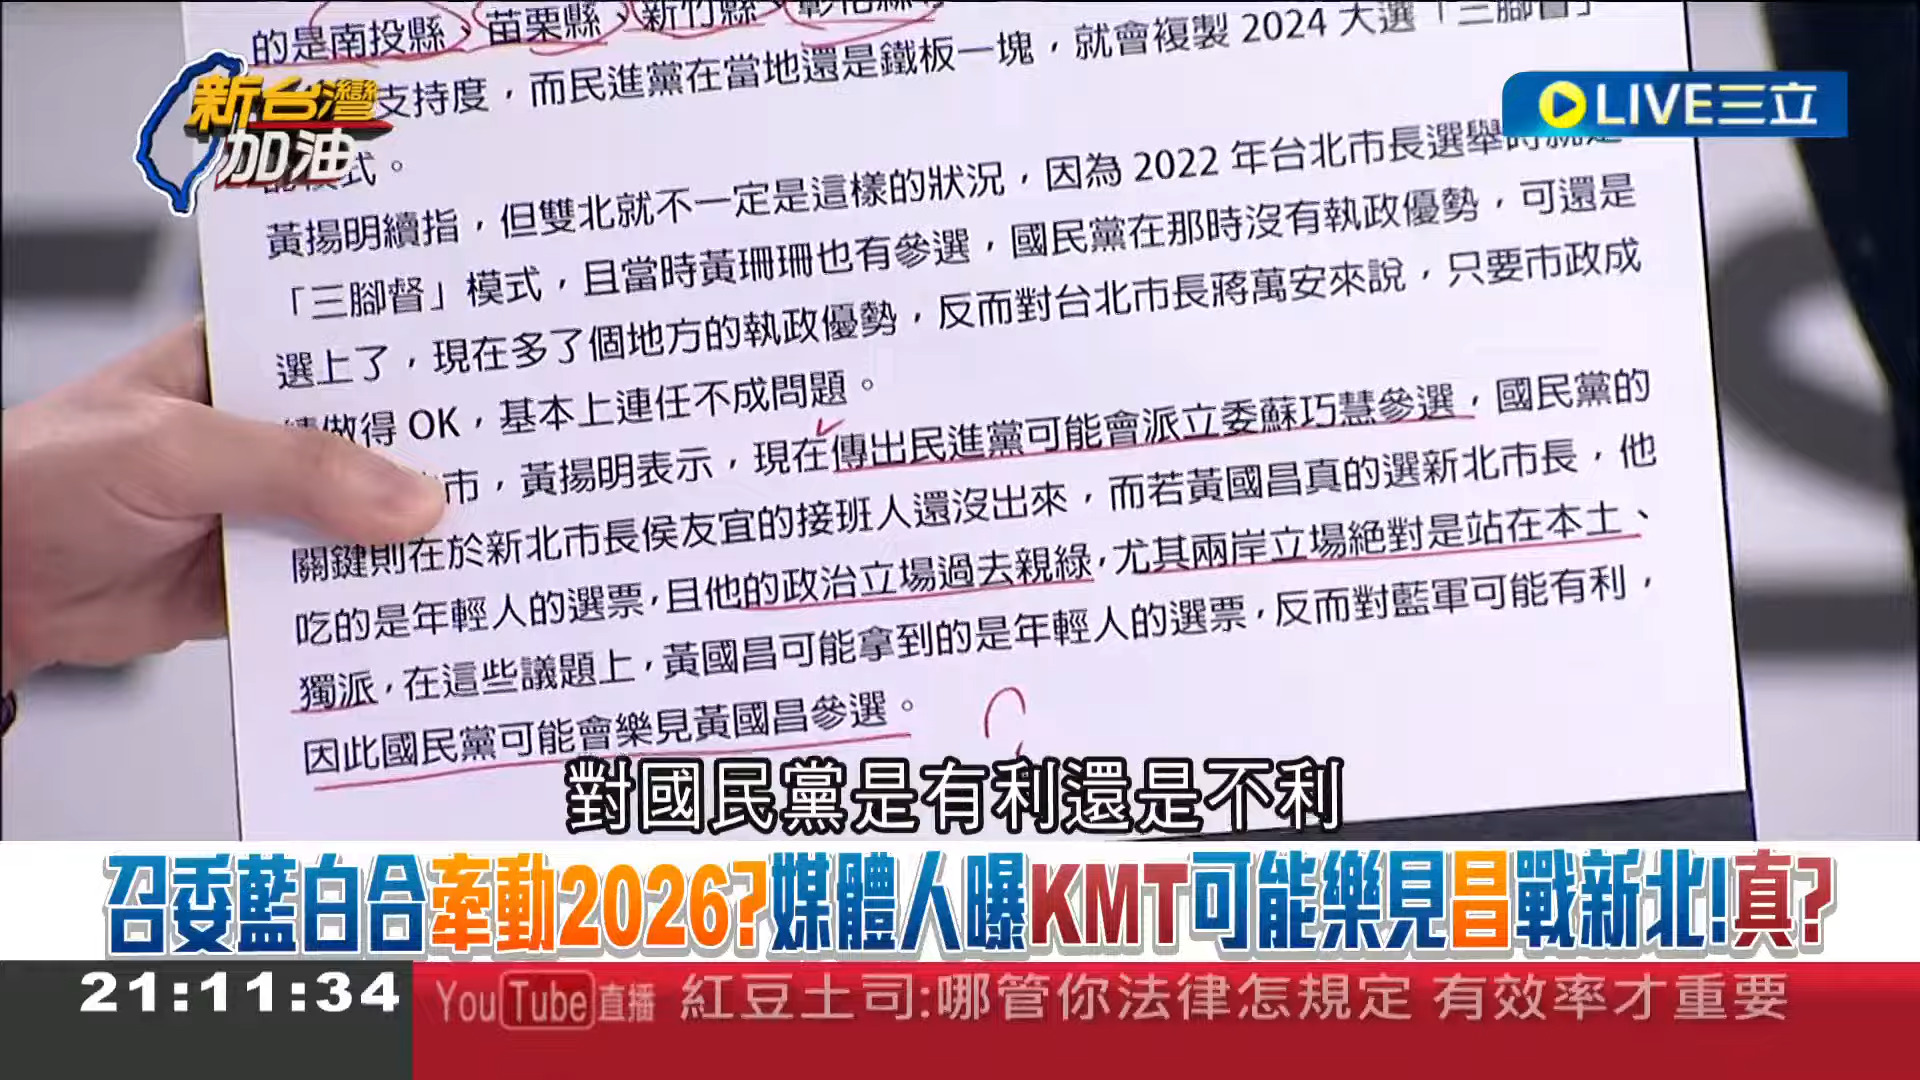 的是南投縣、苗栗縣、新竹縣、彰化縣,
支持度，而民進黨在當地還是鐵板一塊，就會複製 2024 大選「三腳督」
模式。
黃揚明續指，但雙北就不一定是這樣的狀況，因為 2022 年台北市長選舉時就是
「三腳督」模式，且當時黃珊珊也有參選，國民黨在那時沒有執政優勢，可還是
選上了，現在多了個地方的執政優勢，反而對台北市長蔣萬安來說，只要市政成
做得 OK，基本上連任不成問題。
市，黃揚明表示，現在傳出民進黨可能會派立委蘇巧慧參選，國民黨的
關鍵則在於新北市長侯友宜的接班人還沒出來，而若黃國昌真的選新北市長，他
吃的是年輕人的選票，且他的政治立場過去親綠，尤其兩岸立場絕對是站在本土、
獨派，在這些議題上，黃國昌可能拿到的是年輕人的選票，反而對藍軍可能有利，
因此國民黨可能會樂見黃國昌參選。
新台灣
加油
LIVE三立
對國民黨是有利還是不利
召委藍白合牽動2026?媒體人曝KMT可能樂見昌戰新北!真?
21:11:34
YouTube直播 紅豆土司:哪管你法律怎規定 有效率才重要